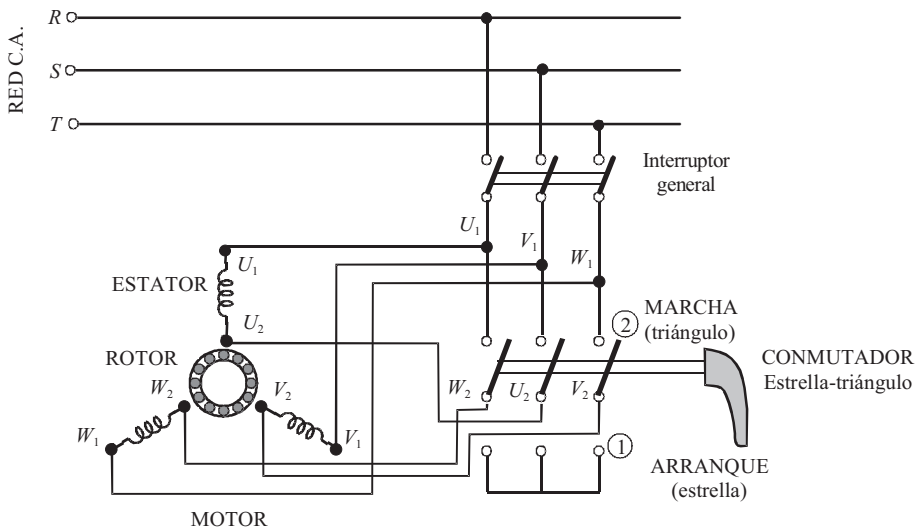 RED C.A.
R
S
T
Interruptor
general
U₁
V₁
W₁
U₁
ESTATOR
U₂
ROTOR
W₂
V₂
W₁
V₁
MOTOR
2
MARCHA
(triángulo)
W₂
U₂
V₂
CONMUTADOR
Estrella-triángulo
1
ARRANQUE
(estrella)